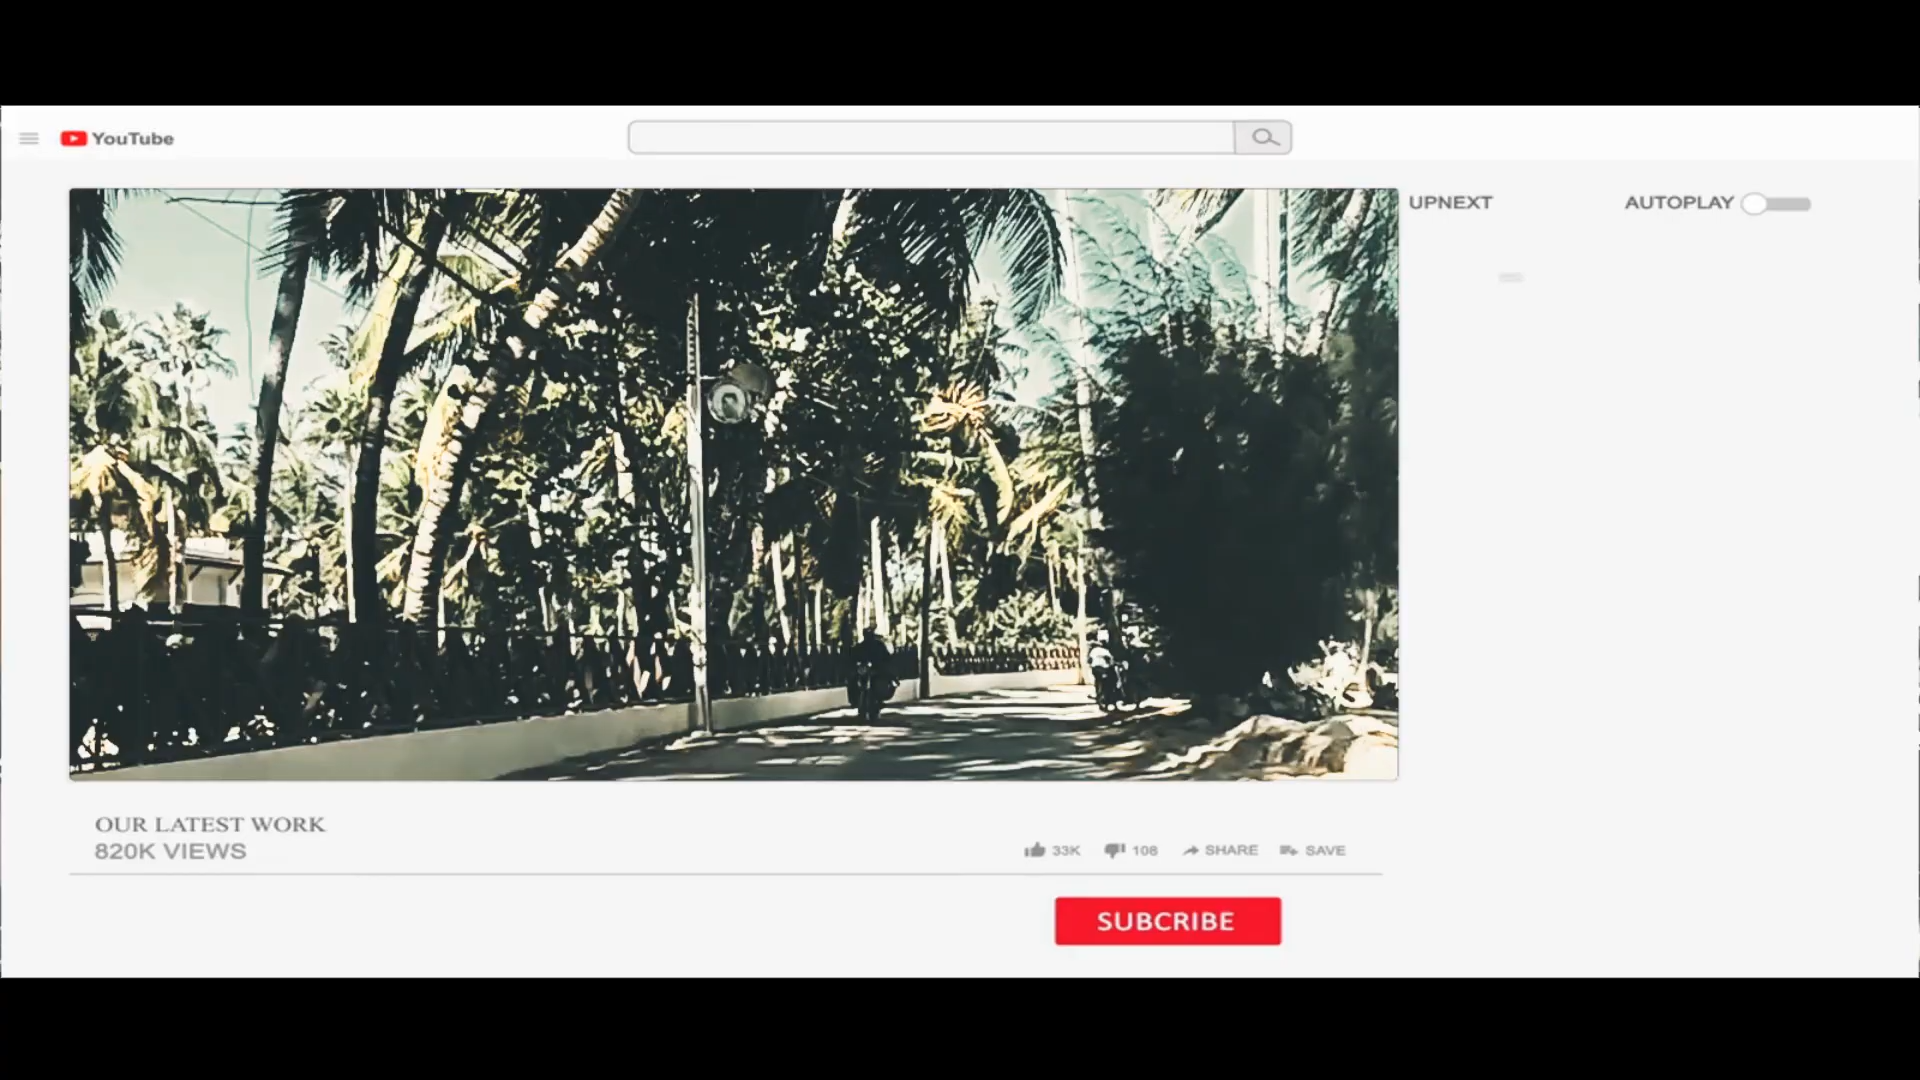 YouTube
UPNEXT
AUTOPLAY
OUR LATEST WORK
820K VIEWS
33K
108
SHARE
SAVE
SUBCRIBE